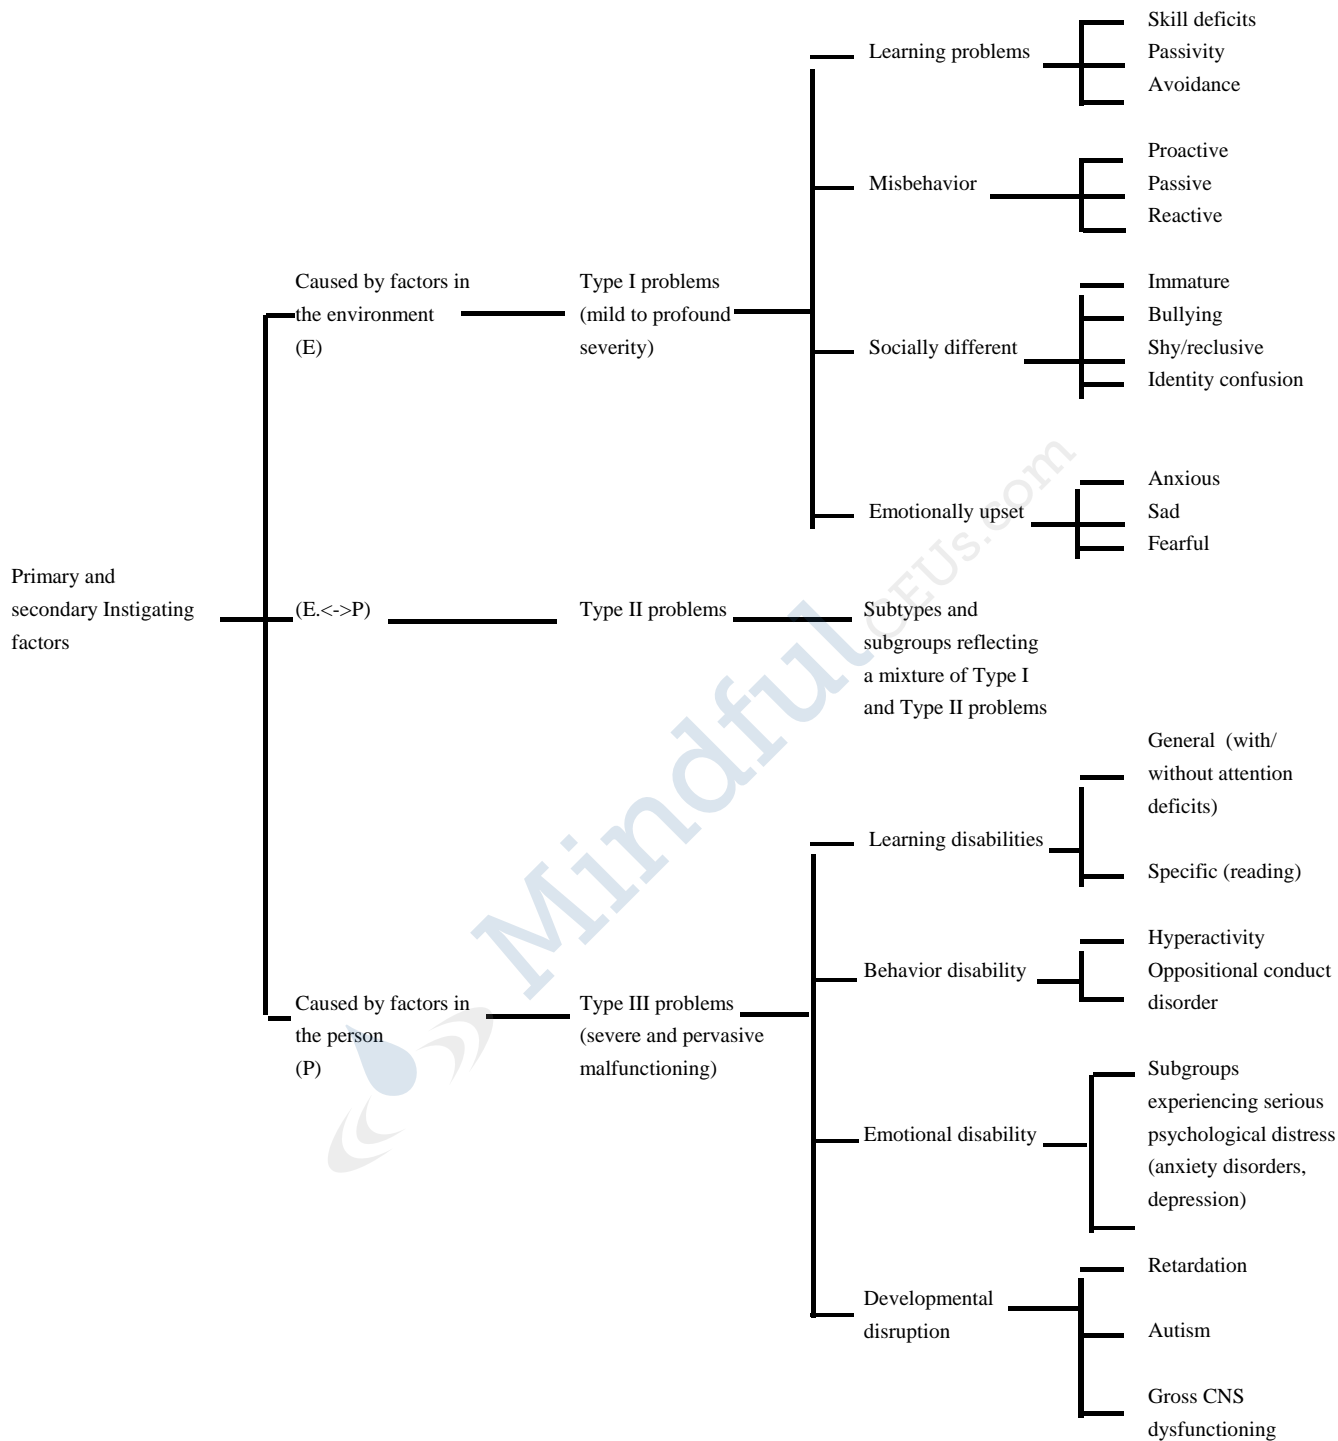 Primary and
secondary Instigating
factors
Caused by factors in
the environment
(E)
(E.<->P)
Caused by factors in
the person
(P)
Type I problems
(mild to profound
severity)
Type II problems
Type III problems
(severe and pervasive
malfunctioning)
Learning problems
Misbehavior
Socially different
Emotionally upset
Subtypes and
subgroups reflecting
a mixture of Type I
and Type II problems
Learning disabilities
Behavior disability
Emotional disability
Developmental
disruption
Skill deficits
Passivity
Avoidance
Proactive
Passive
Reactive
Immature
Bullying
Shy/reclusive
Identity confusion
Anxious
Sad
Fearful
General (with/
without attention
deficits)
Specific (reading)
Hyperactivity
Oppositional conduct
disorder
Subgroups
experiencing serious
psychological distress
(anxiety disorders,
depression)
Retardation
Autism
Gross CNS
dysfunctioning
Mindful CEUs.com